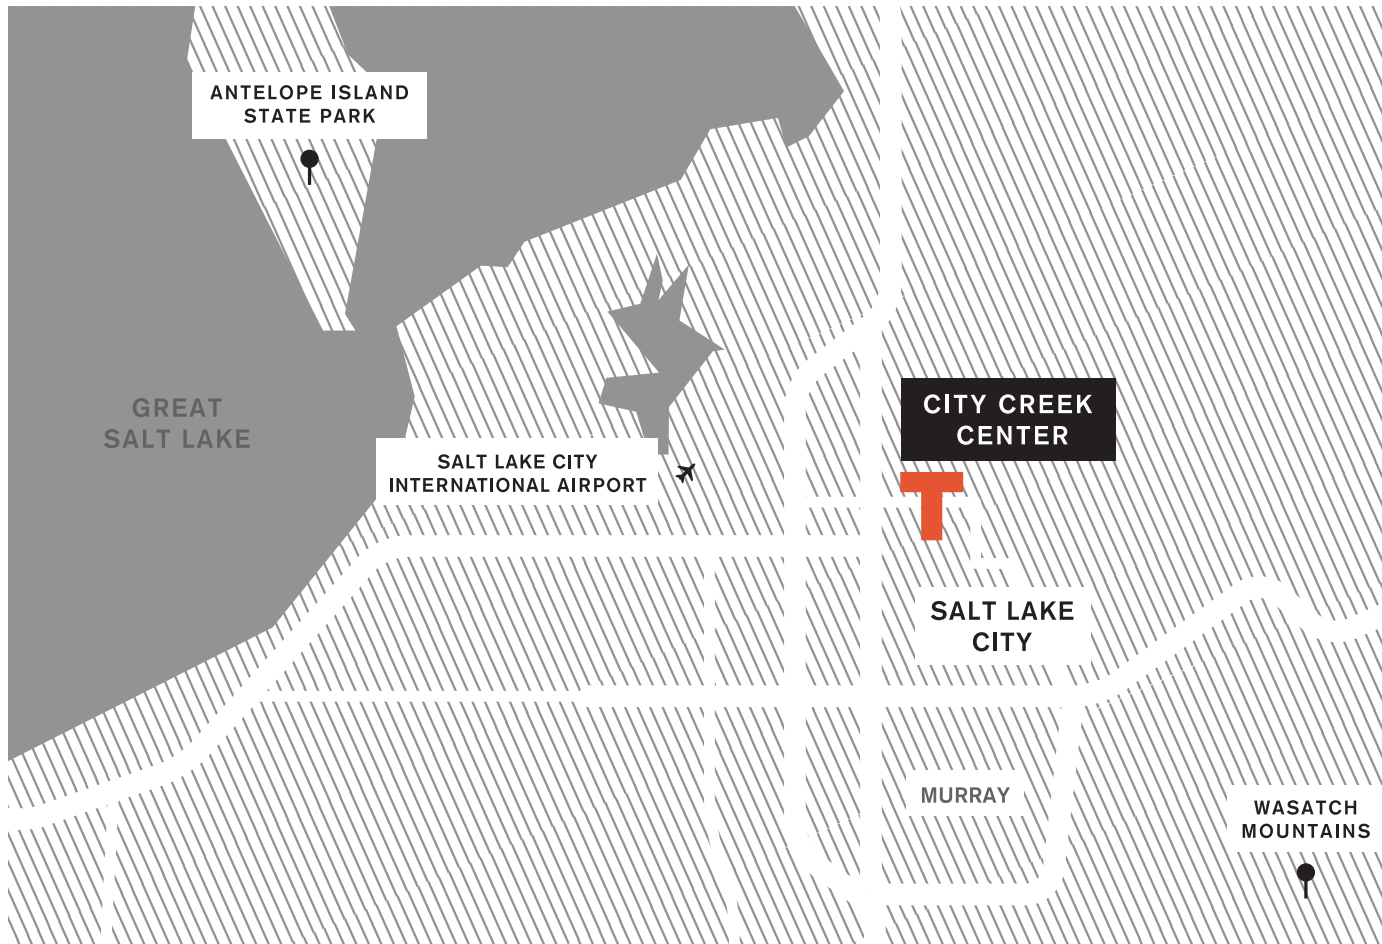 ANTELOPE ISLAND
STATE PARK
GREAT
SALT LAKE
SALT LAKE CITY
INTERNATIONAL AIRPORT
CITY CREEK
CENTER
SALT LAKE
CITY
MURRAY
WASATCH
MOUNTAINS